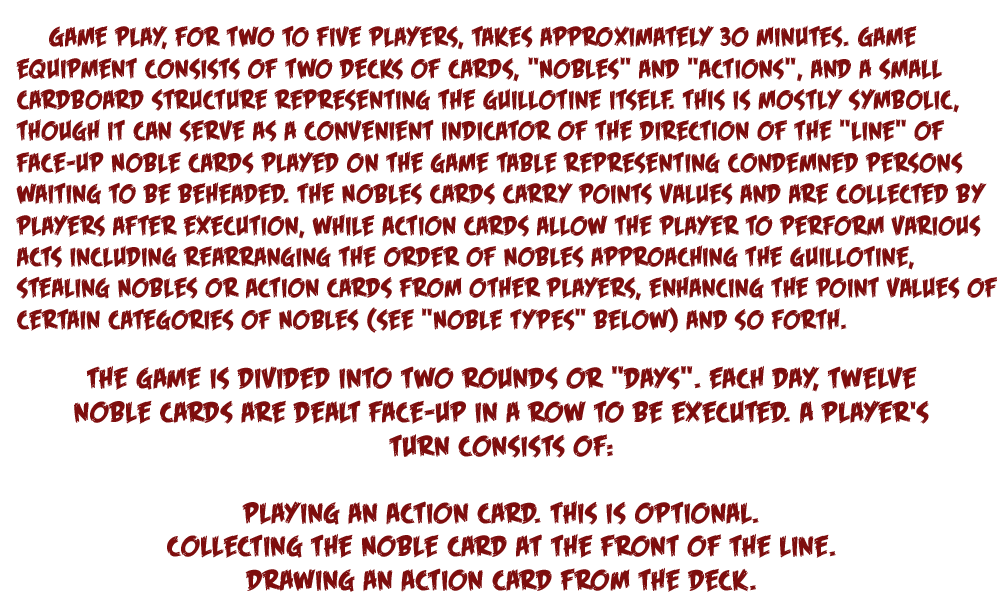 GAME PLAY, FOR TWO TO FIVE PLAYERS, TAKES APPROXIMATELY 30 MINUTES. GAME
EQUIPMENT CONSISTS OF TWO DECKS OF CARDS, "NOBLES" AND "ACTIONS", AND A SMALL
CARDBOARD STRUCTURE REPRESENTING THE GUILLOTINE ITSELF. THIS IS MOSTLY SYMBOLIC,
THOUGH IT CAN SERVE AS A CONVENIENT INDICATOR OF THE DIRECTION OF THE "LINE" OF
FACE-UP NOBLE CARDS PLAYED ON THE GAME TABLE REPRESENTING CONDEMNED PERSONS
WAITING TO BE BEHEADED. THE NOBLES CARDS CARRY POINTS VALUES AND ARE COLLECTED BY
PLAYERS AFTER EXECUTION, WHILE ACTION CARDS ALLOW THE PLAYER TO PERFORM VARIOUS
ACTS INCLUDING REARRANGING THE ORDER OF NOBLES APPROACHING THE GUILLOTINE,
STEALING NOBLES OR ACTION CARDS FROM OTHER PLAYERS, ENHANCING THE POINT VALUES OF
CERTAIN CATEGORIES OF NOBLES (SEE "NOBLE TYPES" BELOW) AND SO FORTH.
THE GAME IS DIVIDED INTO TWO ROUNDS OR "DAYS". EACH DAY, TWELVE
NOBLE CARDS ARE DEALT FACE-UP IN A ROW TO BE EXECUTED. A PLAYER'S
TURN CONSISTS OF:
PLAYING AN ACTION CARD. THIS IS OPTIONAL.
COLLECTING THE NOBLE CARD AT THE FRONT OF THE LINE.
DRAWING AN ACTION CARD FROM THE DECK.